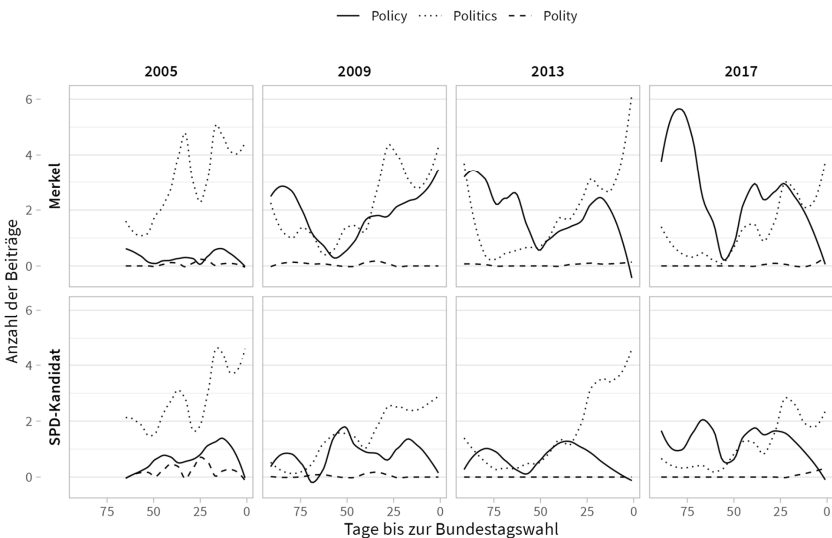 Policy Politics Polity
2005 2009 2013 2017
Anzahl der Beiträge
Merkel
6
4
2
0
SPD-Kandidat
6
4
2
0
75 50 25 0 75 50 25 0 75 50 25 0 75 50 25 0
Tage bis zur Bundestagswahl